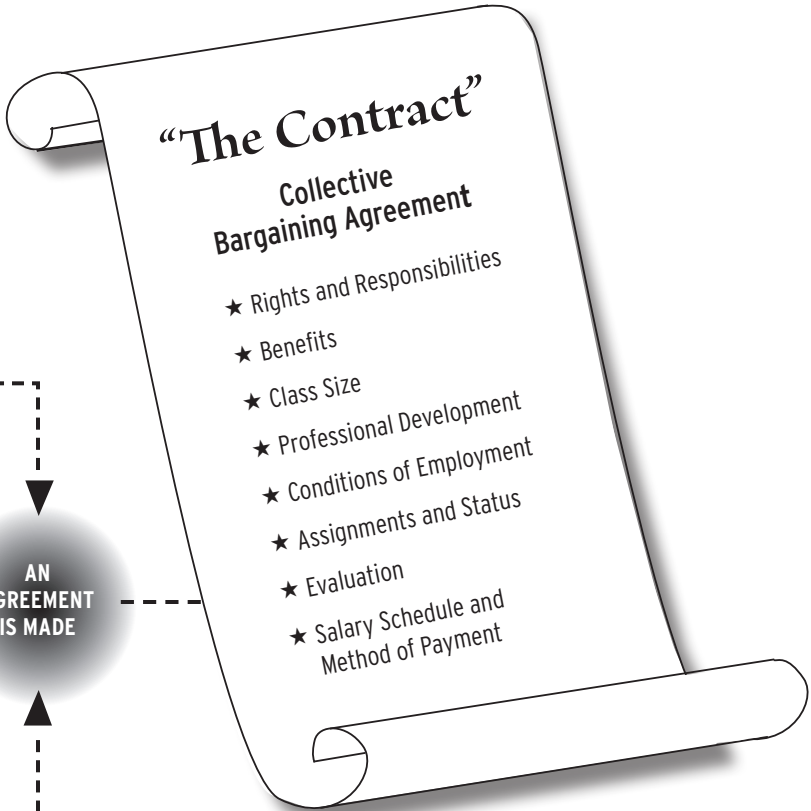 “The Contract”
Collective
Bargaining Agreement
★ Rights and Responsibilities
★ Benefits
★ Class Size
★ Professional Development
★ Conditions of Employment
★ Assignments and Status
★ Evaluation
★ Salary Schedule and
Method of Payment
AN
GREEMENT
IS MADE